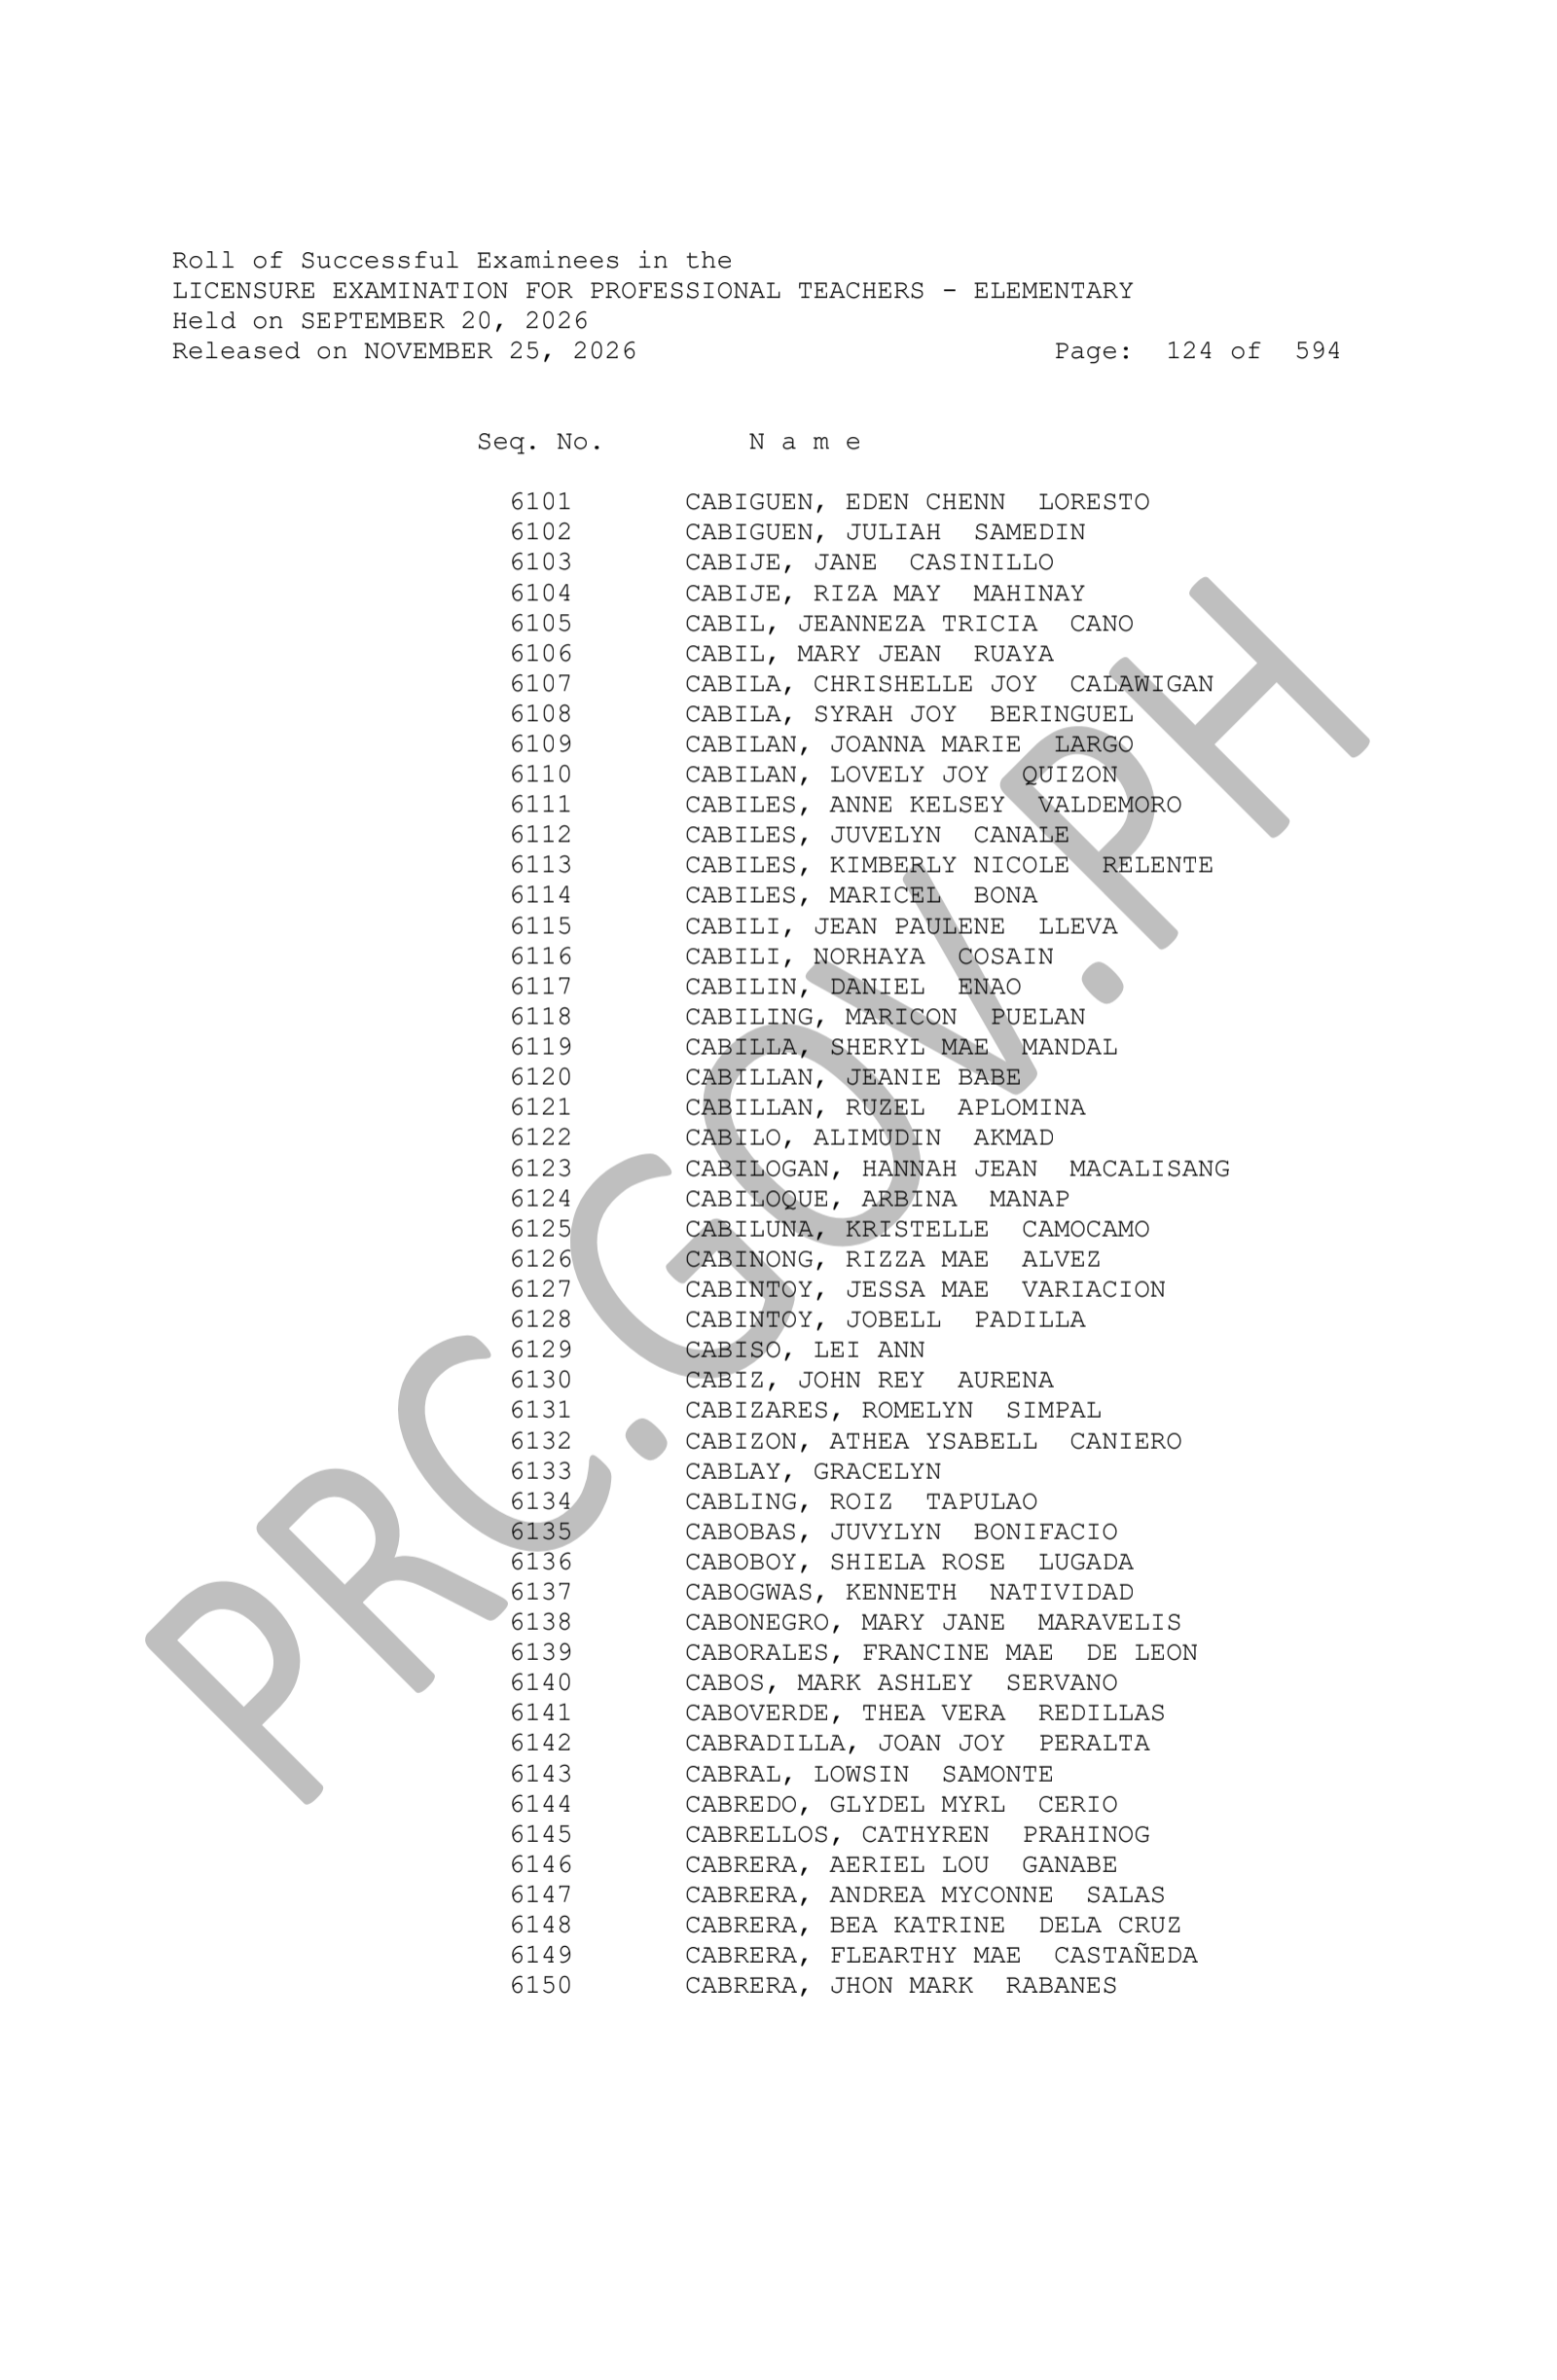 Roll of Successful Examinees in the
LICENSURE EXAMINATION FOR PROFESSIONAL TEACHERS - ELEMENTARY
Held on SEPTEMBER 20, 2026
Released on NOVEMBER 25, 2026 Page: 124 of 594
Seq. No. N a m e
6101 CABIGUEN, EDEN CHENN LORESTO
6102 CABIGUEN, JULIAH SAMEDIN
6103 CABIJE, JANE CASINILLO
6104 CABIJE, RIZA MAY MAHINAY
6105 CABIL, JEANNEZA TRICIA CANO
6106 CABIL, MARY JEAN RUAYA
6107 CABILA, CHRISHELLE JOY CALAWIGAN
6108 CABILA, SYRAH JOY BERINGUEL
6109 CABILAN, JOANNA MARIE LARGO
6110 CABILAN, LOVELY JOY QUIZON
6111 CABILES, ANNE KELSEY VALDEMORO
6112 CABILES, JUVELYN CANALE
6113 CABILES, KIMBERLY NICOLE RELENTE
6114 CABILES, MARICEL BONA
6115 CABILI, JEAN PAULENE LLEVA
6116 CABILI, NORHAYA COSAIN
6117 CABILIN, DANIEL ENAO
6118 CABILING, MARICON PUELAN
6119 CABILLA, SHERYL MAE MANDAL
6120 CABILLAN, JEANIE BABE
6121 CABILLAN, RUZEL APLOMINA
6122 CABILO, ALIMUDIN AKMAD
6123 CABILOGAN, HANNAH JEAN MACALISANG
6124 CABILOQUE, ARBINA MANAP
6125 CABILUNA, KRISTELLE CAMOCAMO
6126 CABINONG, RIZZA MAE ALVEZ
6127 CABINTOY, JESSA MAE VARIACION
6128 CABINTOY, JOBELL PADILLA
6129 CABISO, LEI ANN
6130 CABIZ, JOHN REY AURENA
6131 CABIZARES, ROMELYN SIMPAL
6132 CABIZON, ATHEA YSABELL CANIERO
6133 CABLAY, GRACELYN
6134 CABLING, ROIZ TAPULAO
6135 CABOBAS, JUVYLYN BONIFACIO
6136 CABOBOY, SHIELA ROSE LUGADA
6137 CABOGWAS, KENNETH NATIVIDAD
6138 CABONEGRO, MARY JANE MARAVELIS
6139 CABORALES, FRANCINE MAE DE LEON
6140 CABOS, MARK ASHLEY SERVANO
6141 CABOVERDE, THEA VERA REDILLAS
6142 CABRADILLA, JOAN JOY PERALTA
6143 CABRAL, LOWSIN SAMONTE
6144 CABREDO, GLYDEL MYRL CERIO
6145 CABRELLOS, CATHYREN PRAHINOG
6146 CABRERA, AERIEL LOU GANABE
6147 CABRERA, ANDREA MYCONNE SALAS
6148 CABRERA, BEA KATRINE DELA CRUZ
6149 CABRERA, FLEARTHY MAE CASTAÑEDA
6150 CABRERA, JHON MARK RABANES
PRC.GOV.PH